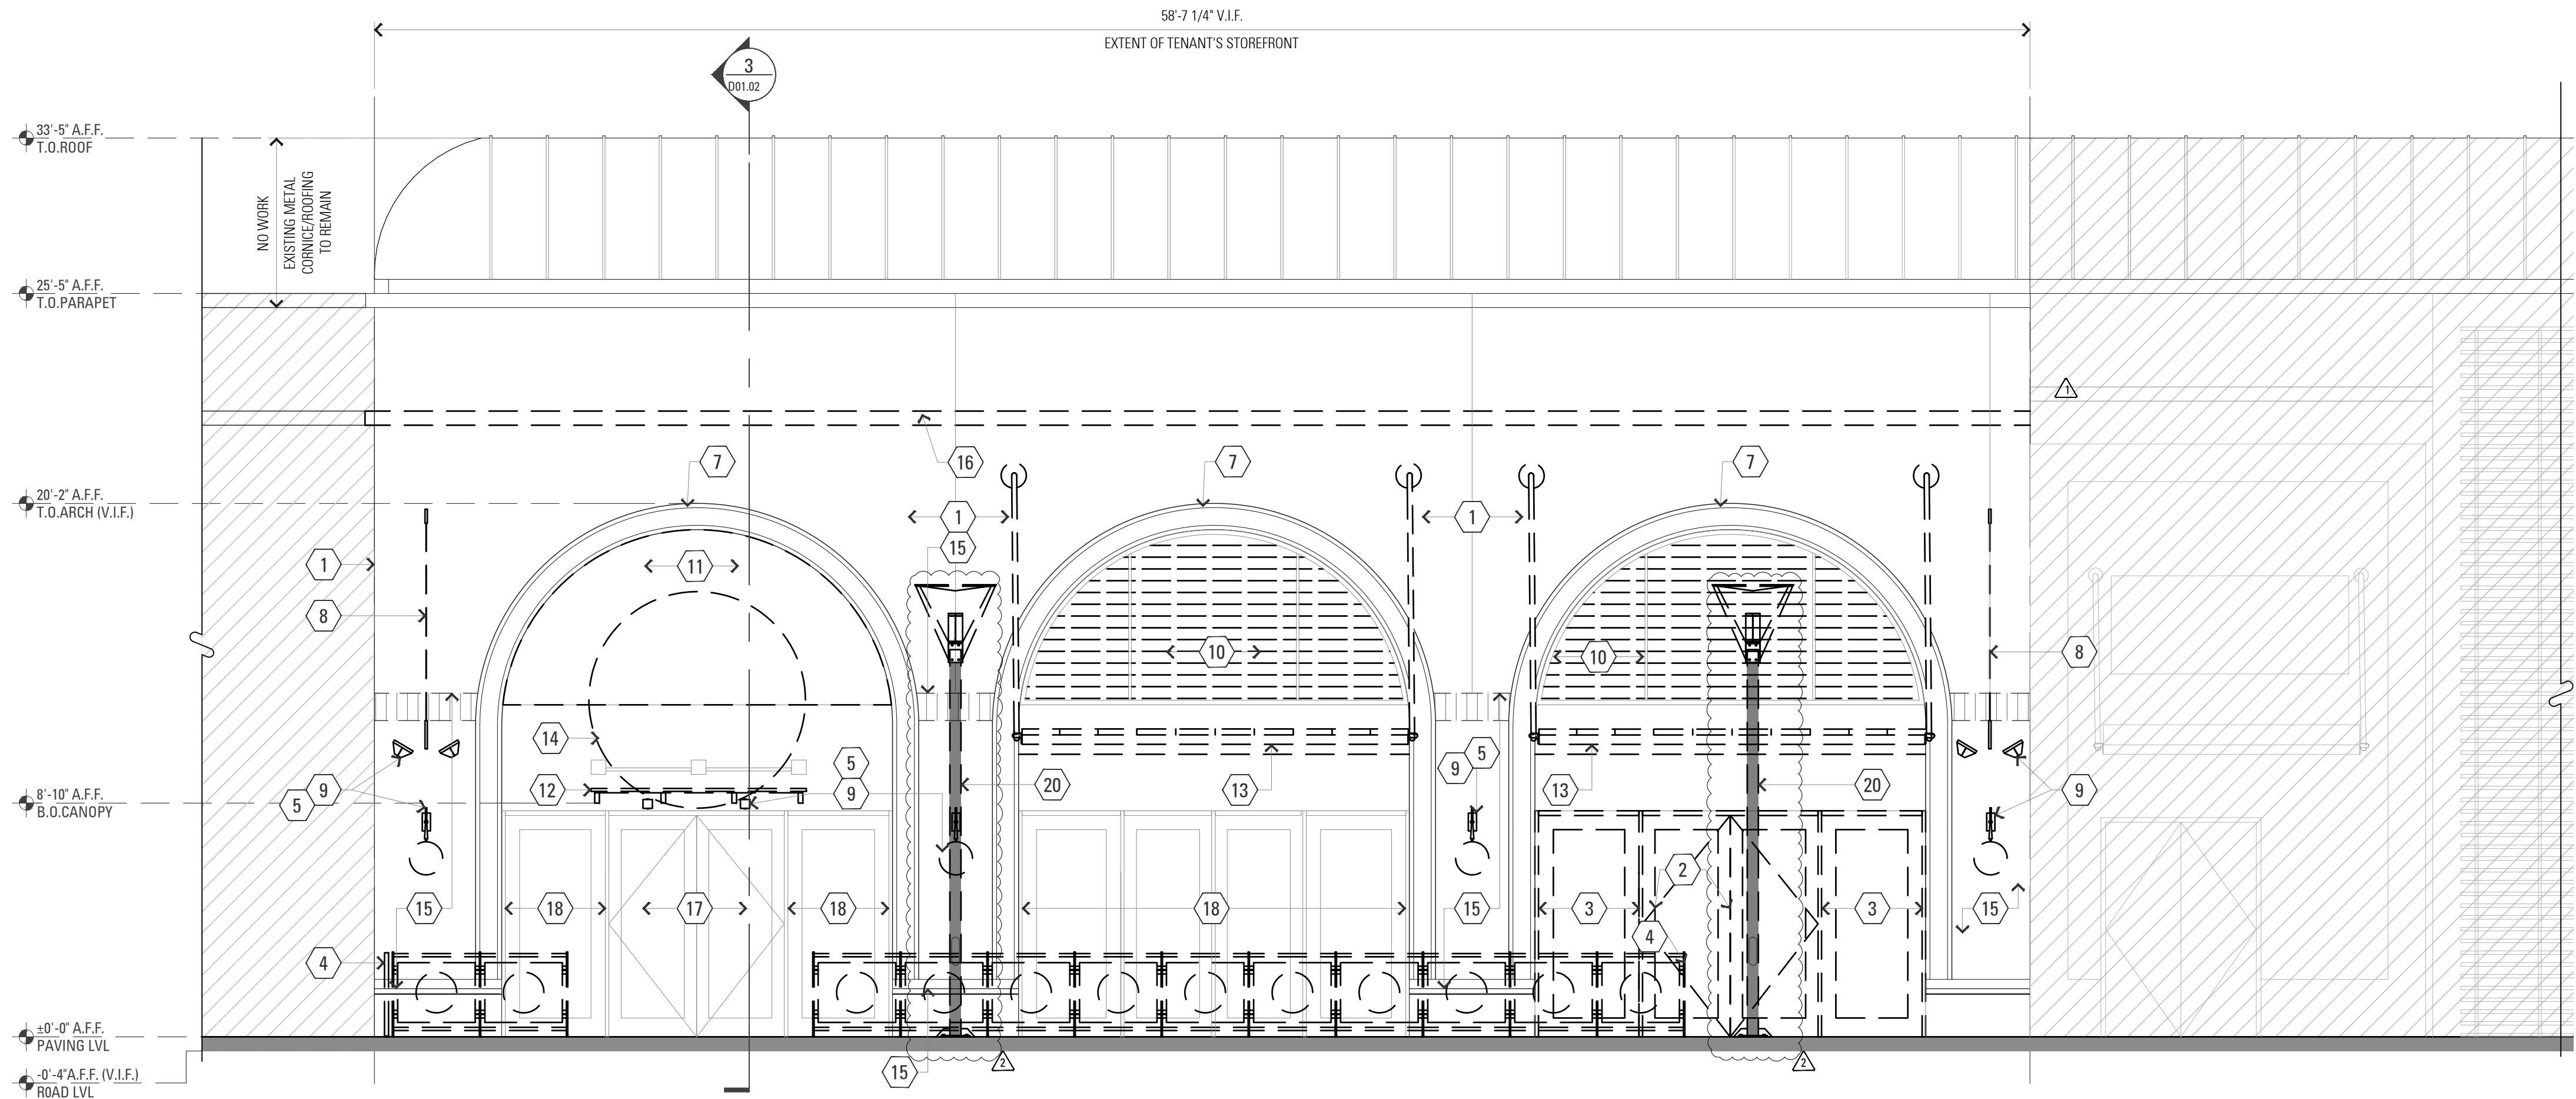 58'-7 1/4" V.I.F.
EXTENT OF TENANT'S STOREFRONT
3
D01.02
33'-5" A.F.F.
T.O.ROOF
NO WORK
EXISTING METAL
CORNICE/ROOFING
TO REMAIN
25'-5" A.F.F.
T.O.PARAPET
1
7
16
7
7
20'-2" A.F.F.
T.O.ARCH (V.I.F.)
1
1
15
1
11
8
10
10
8
14
5
5
9
12
20
13
13
20
9
5
9
9
8'-10" A.F.F.
B.O.CANOPY
2
15
18
17
18
18
15
3
3
15
4
4
±0'-0" A.F.F.
PAVING LVL
2
2
15
-0'-4"A.F.F. (V.I.F.)
ROAD LVL